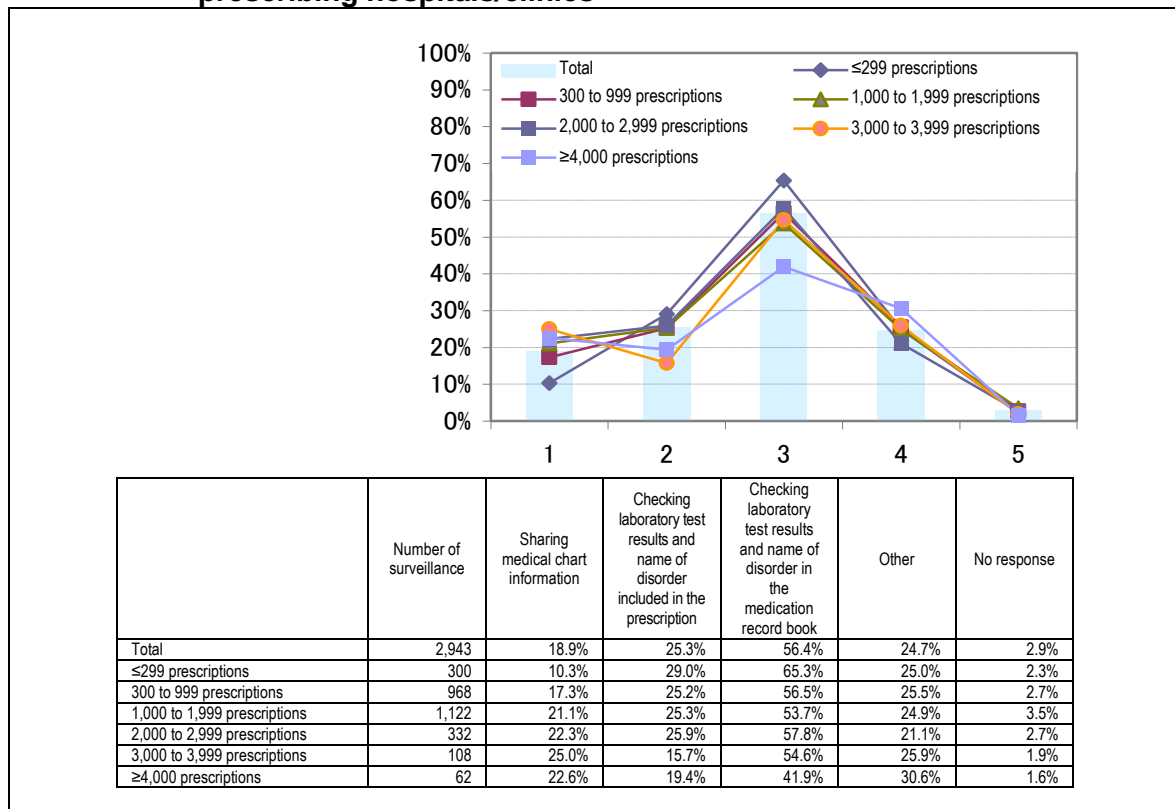 prescribing hospitals/clinics
100%
90%
80%
70%
60%
50%
40%
30%
20%
10%
0%
Total
≤299 prescriptions
300 to 999 prescriptions
1,000 to 1,999 prescriptions
2,000 to 2,999 prescriptions
3,000 to 3,999 prescriptions
≥4,000 prescriptions
1 2 3 4 5
Number of
surveillance
Sharing
medical chart
information
Checking
laboratory test
results and
name of
disorder
included in the
prescription
Checking
laboratory
test results
and name of
disorder in
the
medication
record book
Other
No response
Total 2,943 18.9% 25.3% 56.4% 24.7% 2.9%
≤299 prescriptions 300 10.3% 29.0% 65.3% 25.0% 2.3%
300 to 999 prescriptions 968 17.3% 25.2% 56.5% 25.5% 2.7%
1,000 to 1,999 prescriptions 1,122 21.1% 25.3% 53.7% 24.9% 3.5%
2,000 to 2,999 prescriptions 332 22.3% 25.9% 57.8% 21.1% 2.7%
3,000 to 3,999 prescriptions 108 25.0% 15.7% 54.6% 25.9% 1.9%
≥4,000 prescriptions 62 22.6% 19.4% 41.9% 30.6% 1.6%